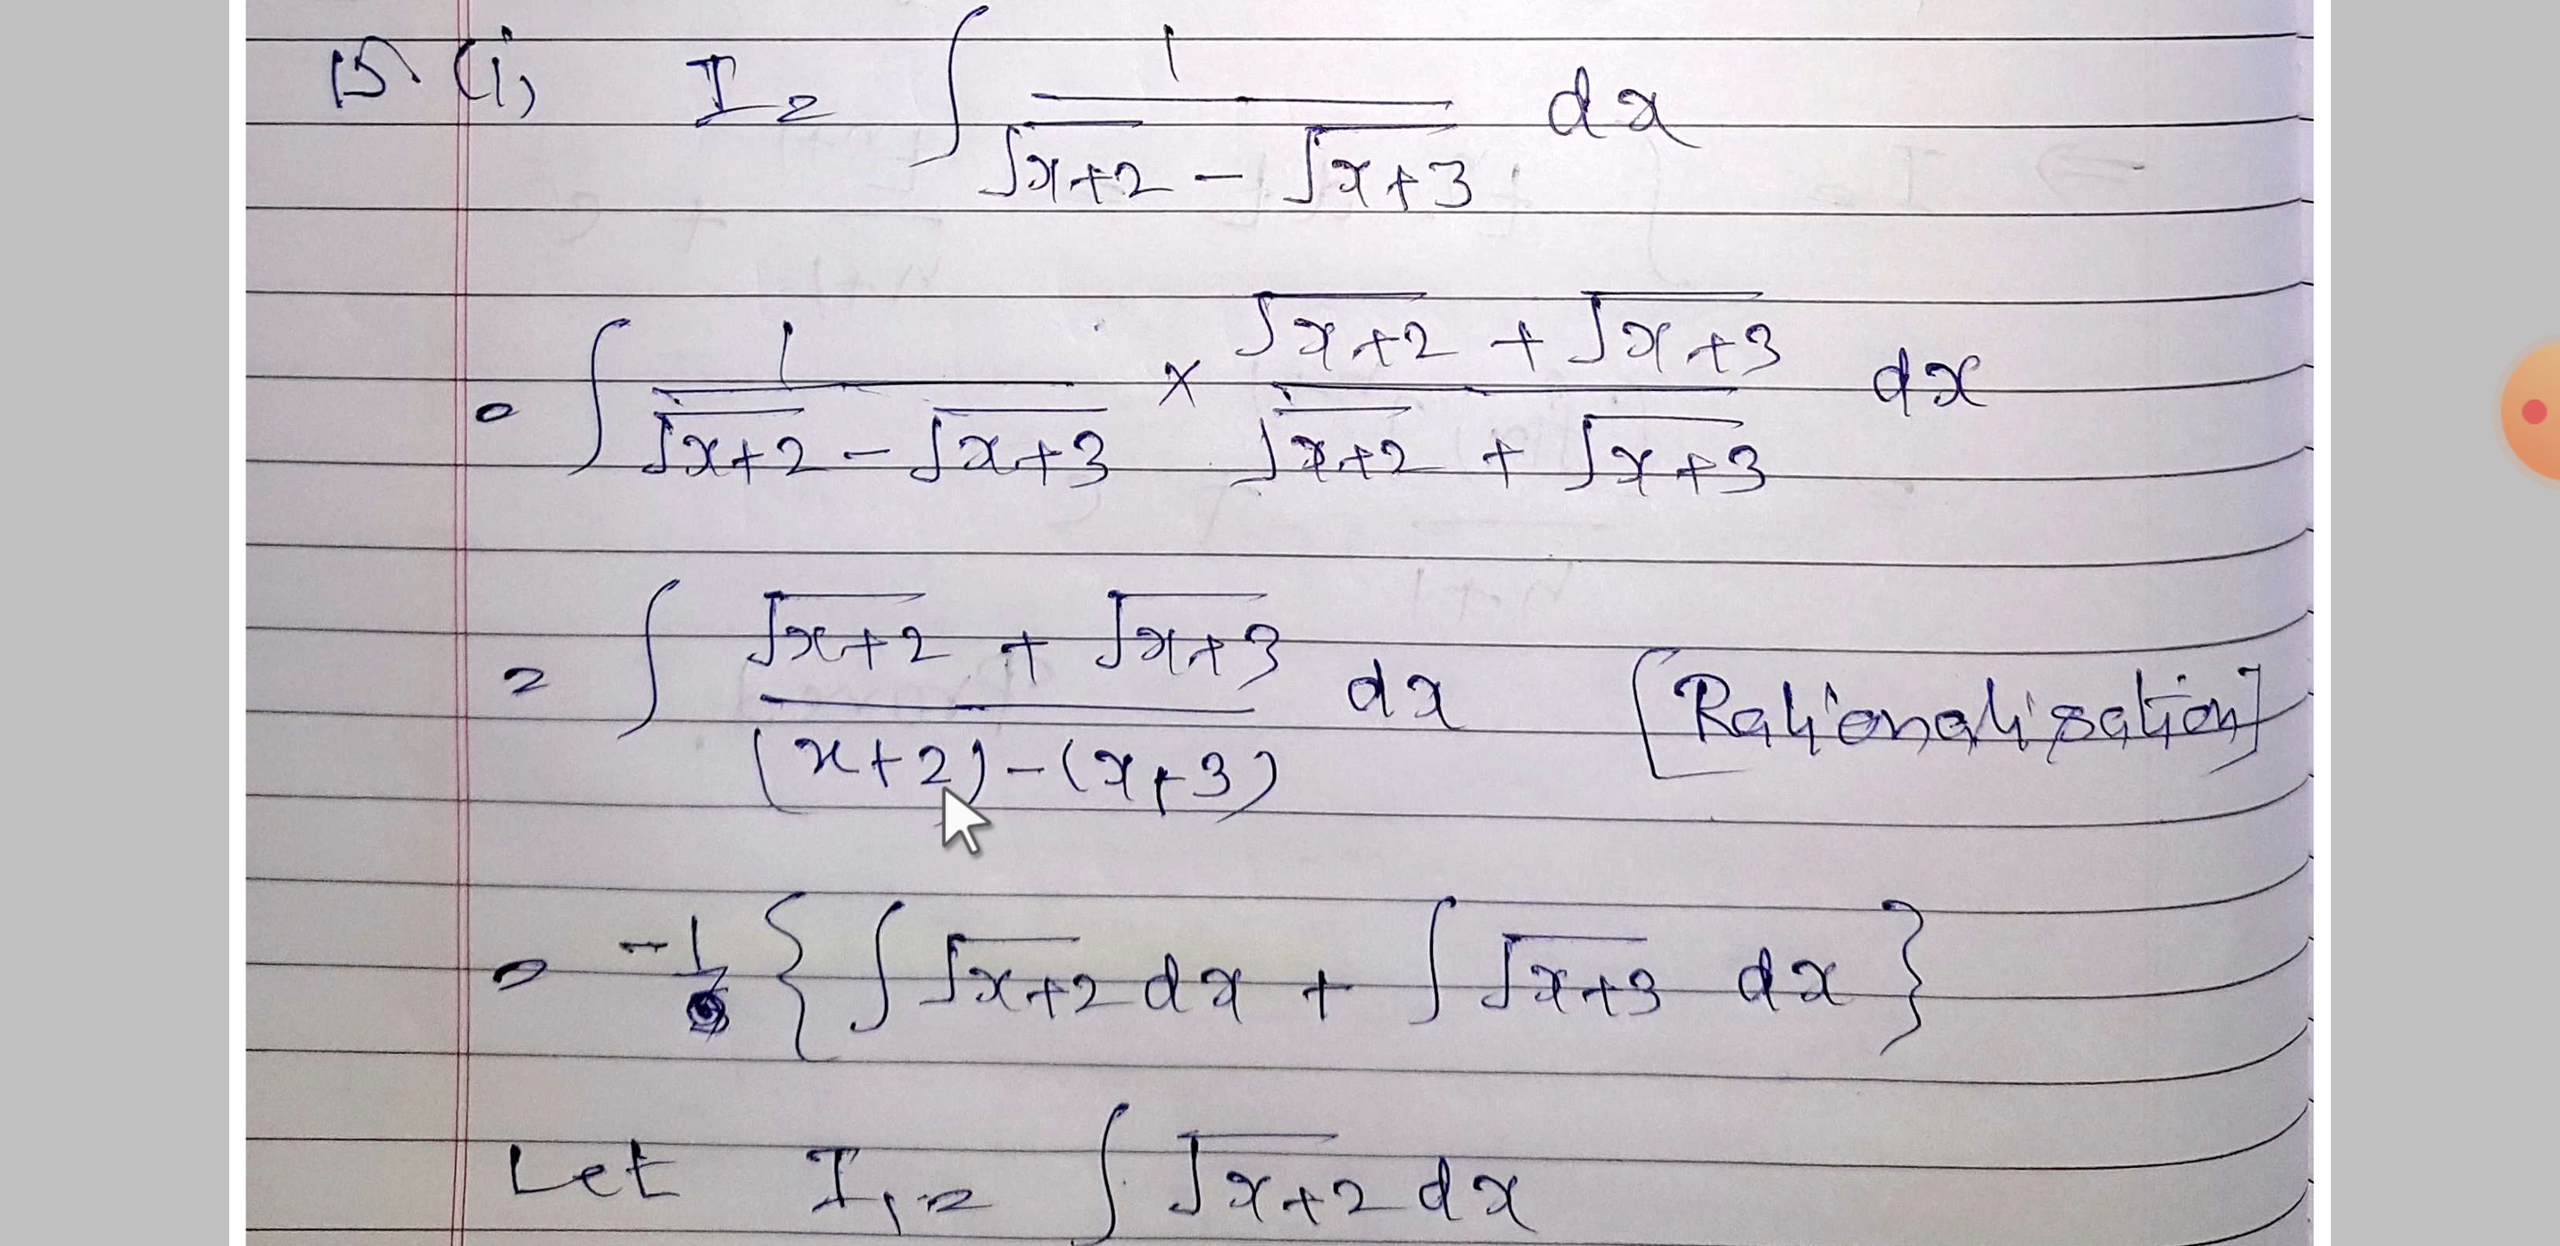 15. (i) I = ∫ 1 / (√x+2 - √x+3) dx
= ∫ 1 / (√x+2 - √x+3) × (√x+2 + √x+3) / (√x+2 + √x+3) dx
= ∫ (√x+2 + √x+3) / ((x+2)-(x+3)) dx [Rationalisation]
= -1 { ∫ √x+2 dx + ∫ √x+3 dx }
Let I₁ = ∫ √x+2 dx